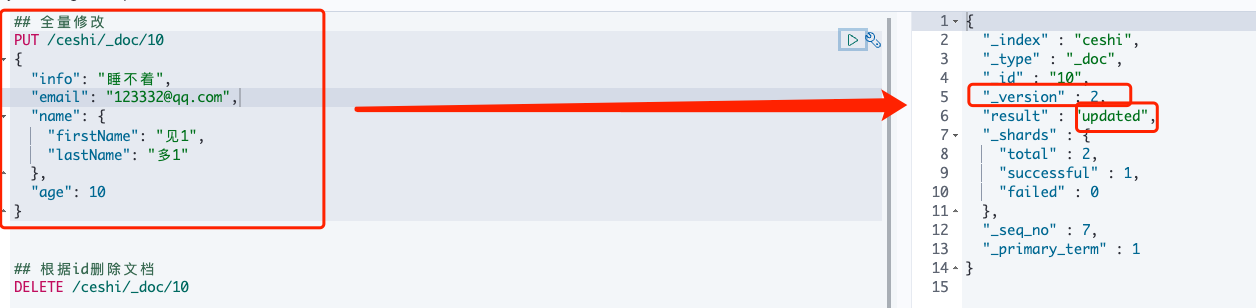 ## 全量修改
PUT /ceshi/_doc/10
{
"info": "睡不着",
"email": "123332@qq.com",
"name": {
"firstName": "见1",
"lastName": "多1"
},
"age": 10
}
## 根据id删除文档
DELETE /ceshi/_doc/10
1 {
2 "_index" : "ceshi",
3 "_type" : "_doc",
4 "_id" : "10",
5 "_version" : 2,
6 "result" : "updated",
7 "_shards" : {
8 "total" : 2,
9 "successful" : 1,
10 "failed" : 0
11 },
12 "_seq_no" : 7,
13 "_primary_term" : 1
14 }
15